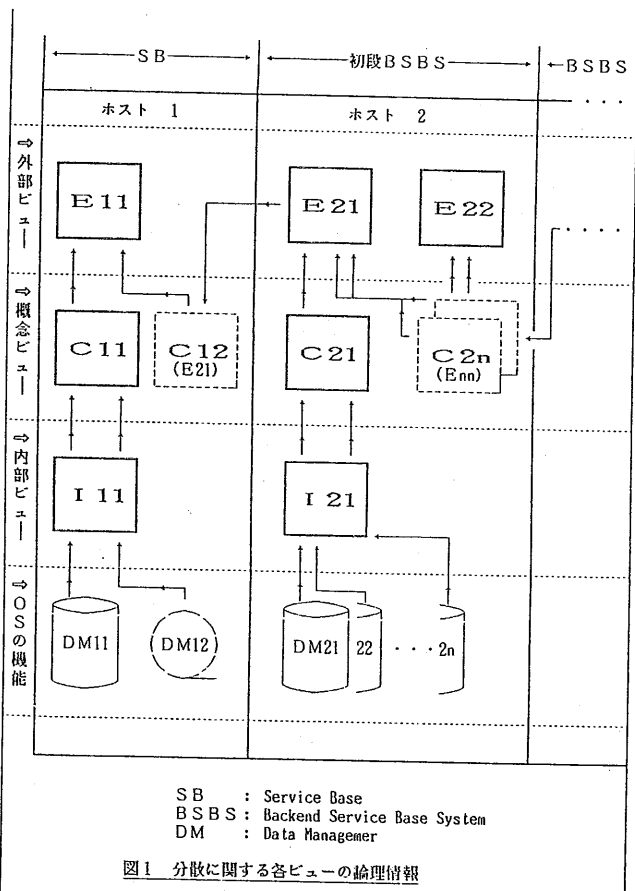 SB
初段BSBS
BSBS
ホスト 1
ホスト 2
・・・
⇒外部ビュー
E11
E21
E22
・・・・
⇒概念ビュー
C11
C12
(E21)
C21
C2n
(Enn)
⇒内部ビュー
I 11
I 21
⇒OSの機能
DM11
DM12
DM21
22
・・・2n
SB : Service Base
BSBS : Backend Service Base System
DM : Data Managemer
図1 分散に関する各ビューの論理情報